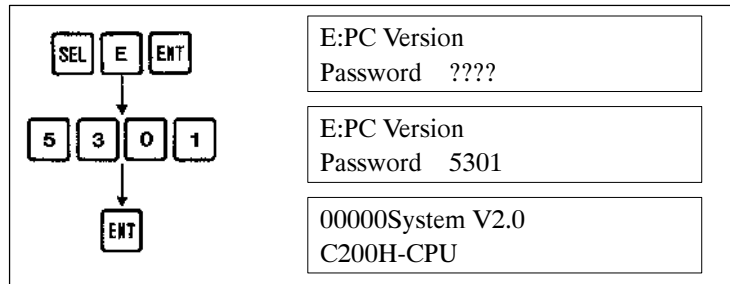 SEL E ENT
E:PC Version
Password ????
5 3 0 1
E:PC Version
Password 5301
ENT
00000System V2.0
C200H-CPU